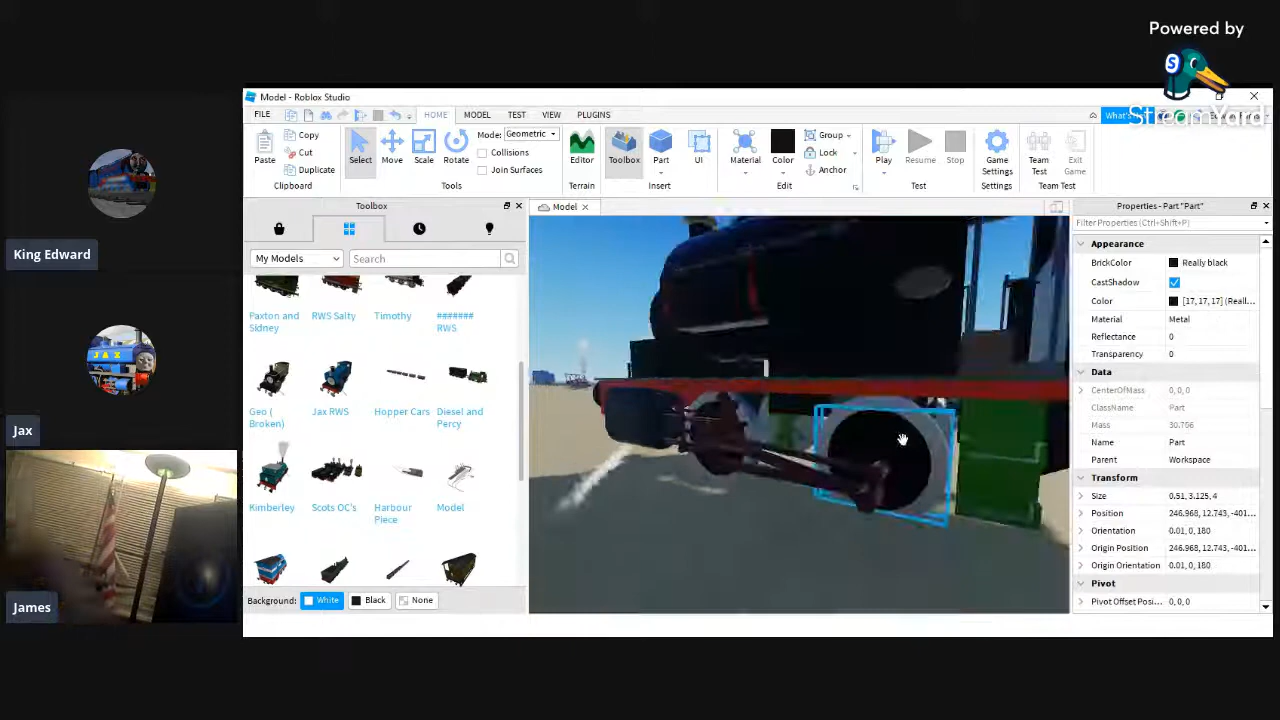 Powered by
S StreamYard
King Edward
JAX
Jax
James
Model - Roblox Studio
FILE HOME MODEL TEST VIEW PLUGINS
Paste Copy Cut Duplicate
Clipboard
Select Move Scale Rotate
Mode: Geometric
Collisions
Join Surfaces
Tools
Editor
Terrain
Toolbox Part UI
Insert
Material Color Group Lock Anchor
Edit
Play Resume Stop
Test
Game Settings
Settings
Team Test Exit Game
Team Test
Toolbox
My Models Search
Paxton and Sidney RWS Salty Timothy ####### RWS
Geo ( Broken) Jax RWS Hopper Cars Diesel and Percy
Kimberley Scots OC's Harbour Piece Model
Background: White Black None
Model
Properties - Part "Part"
Filter Properties (Ctrl+Shift+P)
Appearance
BrickColor Really black
CastShadow
Color [17, 17, 17] (Reall...
Material Metal
Reflectance 0
Transparency 0
Data
CenterOfMass 0, 0, 0
ClassName Part
Mass 30.756
Name Part
Parent Workspace
Transform
Size 0.51, 3.125, 4
Position 246.968, 12.743, -401...
Orientation 0.01, 0, 180
Origin Position 246.968, 12.743, -401...
Origin Orientation 0.01, 0, 180
Pivot
Pivot Offset Posi... 0, 0, 0